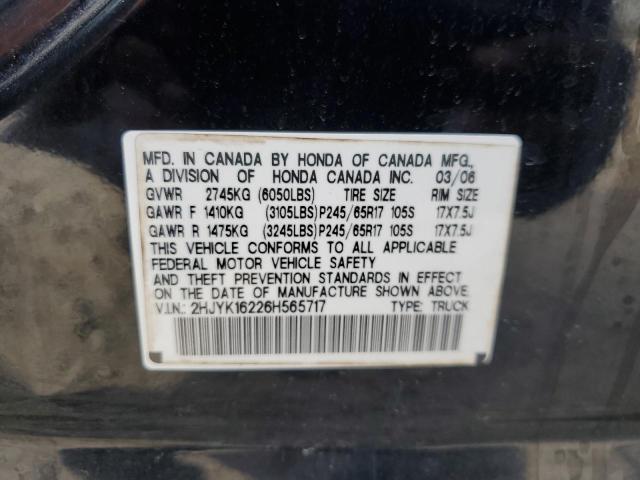 MFD. IN CANADA BY HONDA OF CANADA MFG.,
A DIVISION OF HONDA CANADA INC. 03/06
GVWR 2745KG (6050LBS) TIRE SIZE RIM SIZE
GAWR F 1410KG (3105LBS) P245/65R17 105S 17X7.5J
GAWR R 1475KG (3245LBS) P245/65R17 105S 17X7.5J
THIS VEHICLE CONFORMS TO ALL APPLICABLE
FEDERAL MOTOR VEHICLE SAFETY
AND THEFT PREVENTION STANDARDS IN EFFECT
ON THE DATE OF MANUFACTURE SHOWN ABOVE.
V.I.N.: 2HJYK16226H565717 TYPE: TRUCK